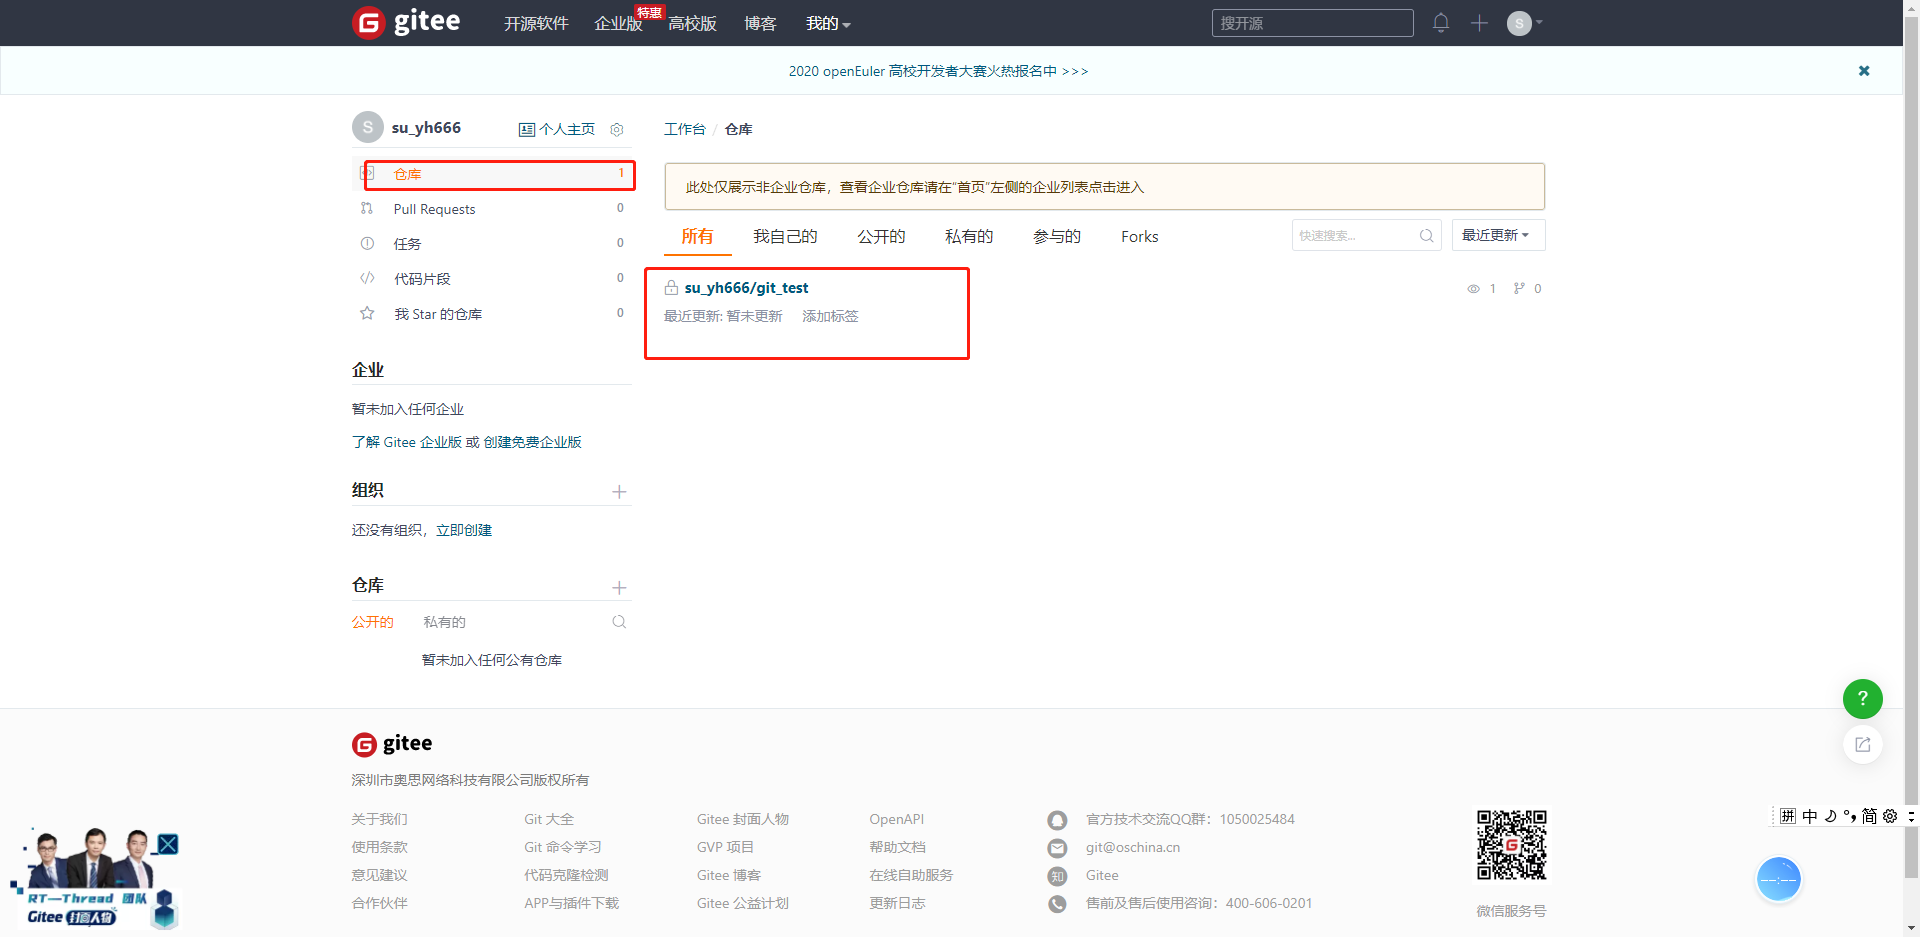 gitee
开源软件 企业版 特惠 高校版 博客 我的
搜开源
S
2020 openEuler 高校开发者大赛火热报名中 >>>
S su_yh666 个人主页
仓库 1
Pull Requests 0
任务 0
代码片段 0
我 Star 的仓库 0
企业
暂未加入任何企业
了解 Gitee 企业版 或 创建免费企业版
组织
还没有组织，立即创建
仓库
公开的 私有的
暂未加入任何公有仓库
工作台 / 仓库
此处仅展示非企业仓库，查看企业仓库请在"首页"左侧的企业列表点击进入
所有 我自己的 公开的 私有的 参与的 Forks
快速搜索... 最近更新
su_yh666/git_test 1 0
最近更新: 暂未更新 添加标签
?
gitee
深圳市奥思网络科技有限公司版权所有
关于我们 Git 大全 Gitee 封面人物 OpenAPI 官方技术交流QQ群：1050025484
使用条款 Git 命令学习 GVP 项目 帮助文档 git@oschina.cn
意见建议 代码克隆检测 Gitee 博客 在线自助服务 知 Gitee
合作伙伴 APP与插件下载 Gitee 公益计划 更新日志 售前及售后使用咨询：400-606-0201
微信服务号
RT—Thread 团队
Gitee 封面人物
拼 中 简
--:--